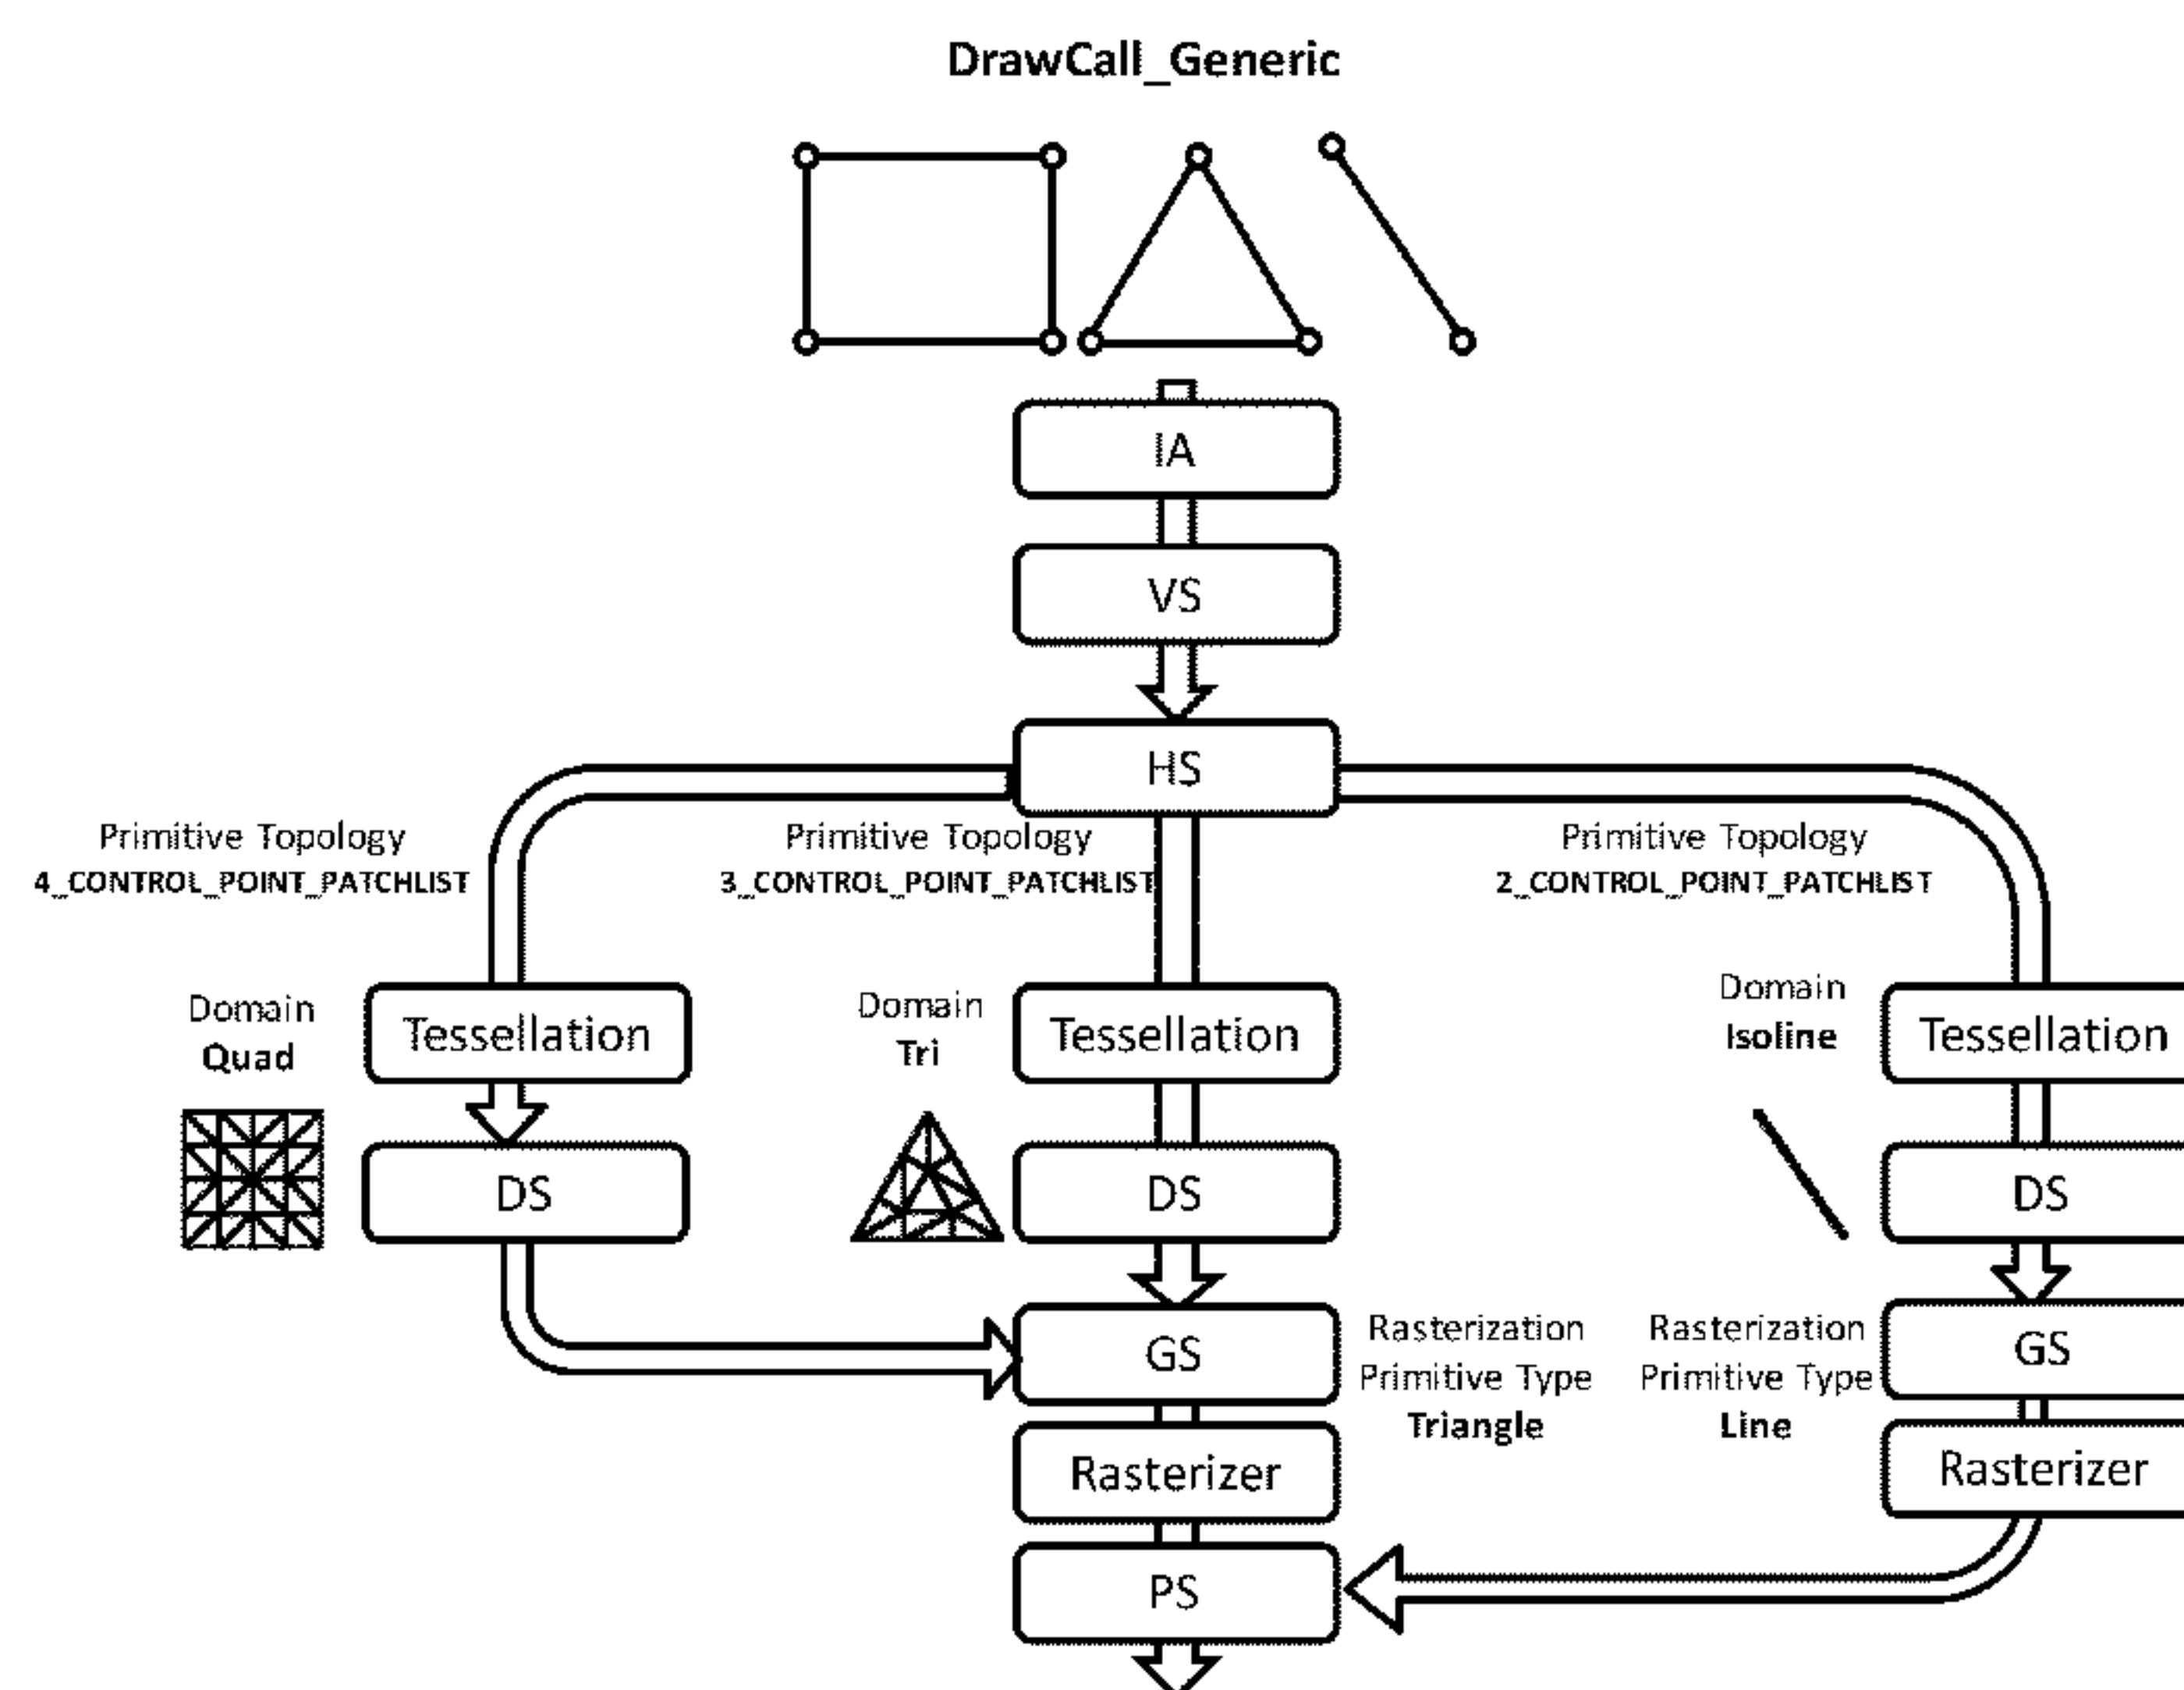 DrawCall_Generic
IA
VS
HS
Primitive Topology
4_CONTROL_POINT_PATCHLIST
Primitive Topology
3_CONTROL_POINT_PATCHLIST
Primitive Topology
2_CONTROL_POINT_PATCHLIST
Domain
Quad
Tessellation
Domain
Tri
Tessellation
Domain
Isoline
Tessellation
DS
DS
DS
GS
Rasterization
Primitive Type
Triangle
Rasterization
Primitive Type
Line
GS
Rasterizer
Rasterizer
PS